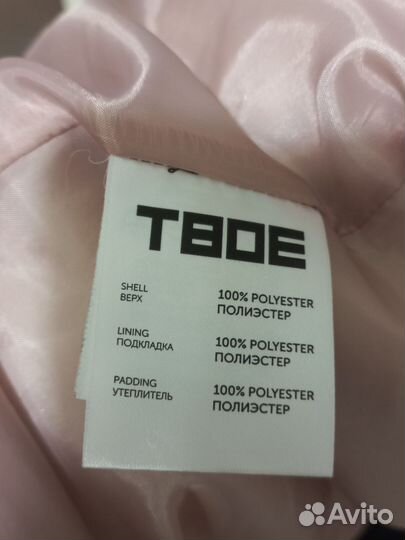 ТВОЕ
SHELL 100% POLYESTER
ВЕРХ ПОЛИЭСТЕР
LINING 100% POLYESTER
ПОДКЛАДКА ПОЛИЭСТЕР
PADDING 100% POLYESTER
УТЕПЛИТЕЛЬ ПОЛИЭСТЕР
Avito